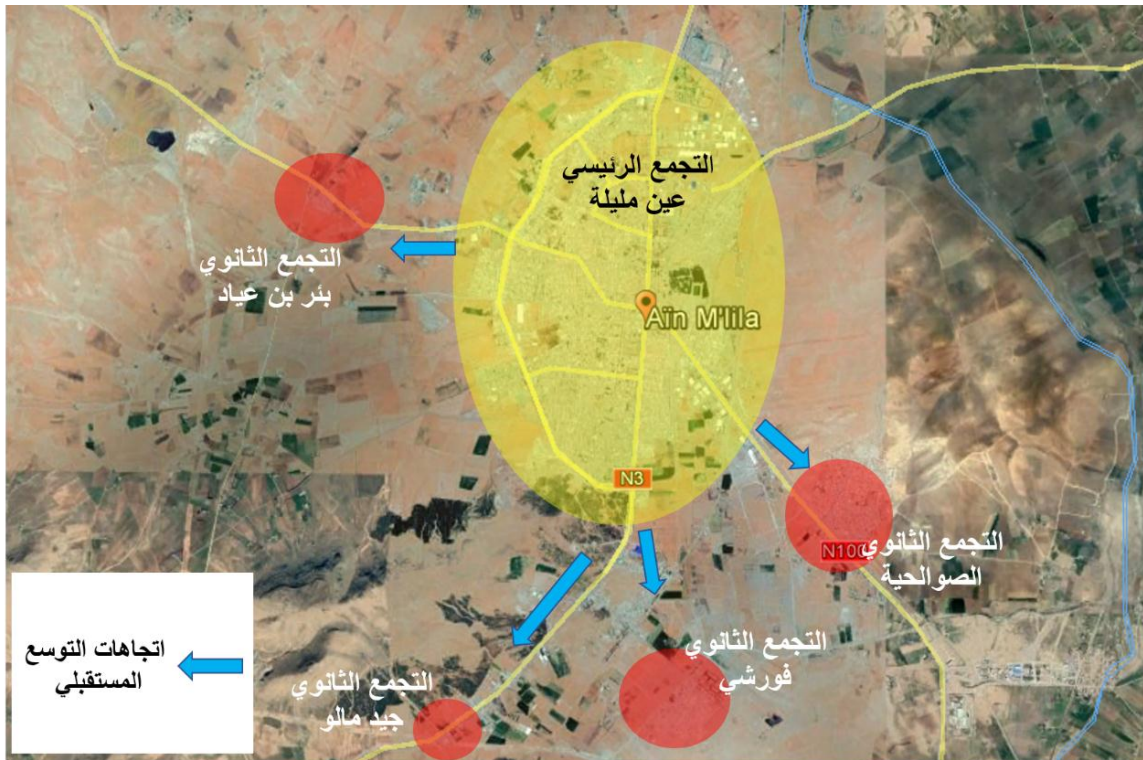 التجمع الرئيسي
عين مليلة
التجمع الثانوي
بئر بن عياد
Aïn M'lila
N3
N100
التجمع الثانوي
الصوالحية
التجمع الثانوي
فورشي
التجمع الثانوي
جيد مالو
اتجاهات التوسع
المستقبلي